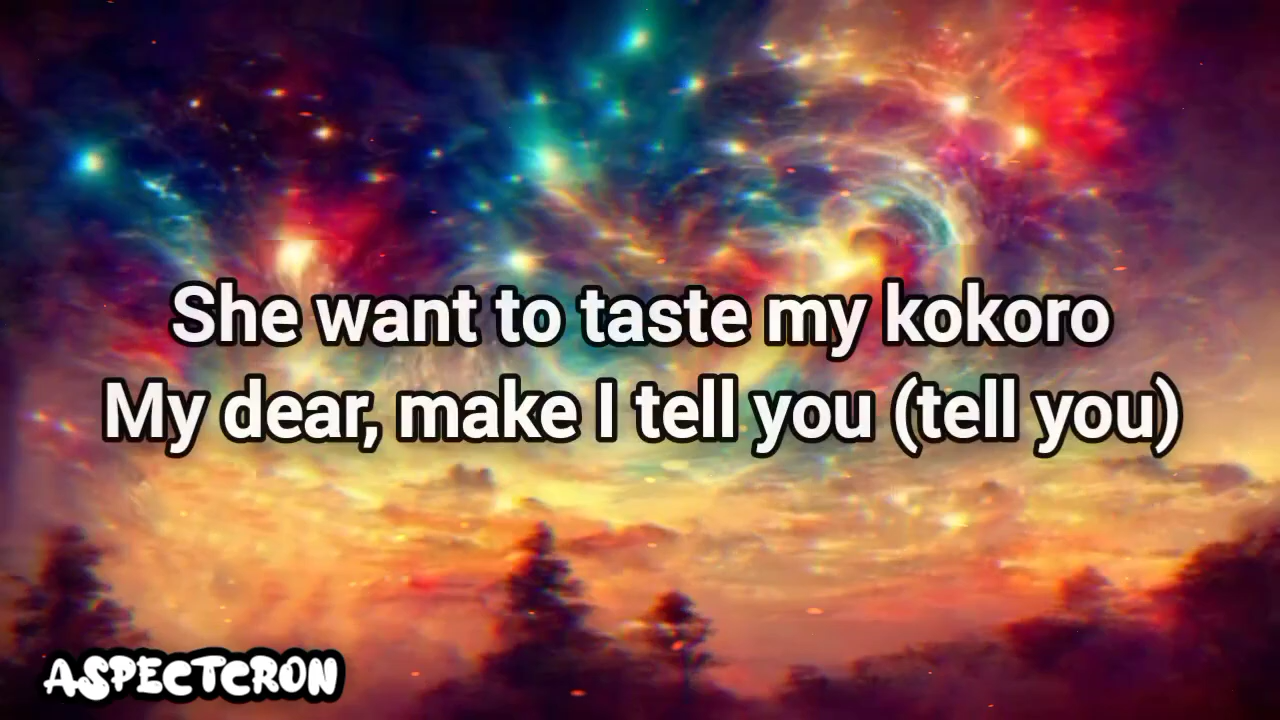 She want to taste my kokoro
My dear, make I tell you (tell you)
ASPECTCRON